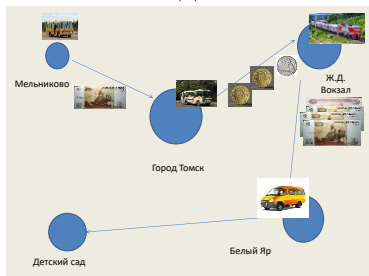 Мельниково
Ж.Д.
Вокзал
Город Томск
Белый Яр
Детский сад